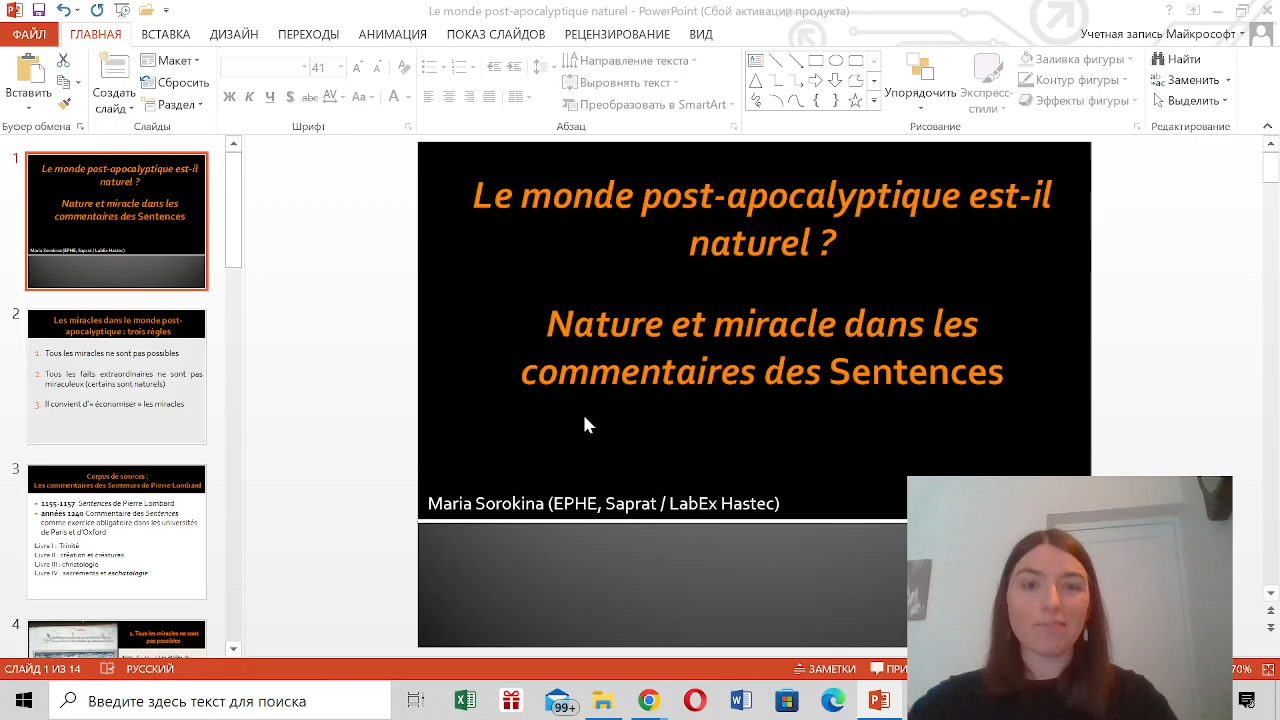 Le monde post-apocalyptique naturel - PowerPoint (Сбой активации продукта)
ФАЙЛ ГЛАВНАЯ ВСТАВКА ДИЗАЙН ПЕРЕХОДЫ АНИМАЦИЯ ПОКАЗ СЛАЙДОВ РЕЦЕНЗИРОВАНИЕ ВИД Учетная запись Майкрософт
Вставить
Создать слайд
Макет
Сбросить
Раздел
41
Ж К Ч S abc AV Aa A
Направление текста
Выровнять текст
Преобразовать в SmartArt
Упорядочить
Экспресс-стили
Заливка фигуры
Контур фигуры
Эффекты фигуры
Найти
Заменить
Выделить
Буфер обмена Слайды Шрифт Абзац Рисование Редактирование
1
Le monde post-apocalyptique est-il
naturel ?
Nature et miracle dans les
commentaires des Sentences
Maria Sorokina (EPHE, Saprat / LabEx Hastec)
2
Les miracles dans le monde post-
apocalyptique : trois règles
1. Tous les miracles ne sont pas possibles
2. Tous les faits extraordinaires ne sont pas
miraculeux (certains sont naturels)
3. Il convient d'« économiser » les miracles.
3
Corpus de sources :
Les commentaires des Sentences de Pierre Lombard
1155-1157 Sentences de Pierre Lombard
années 1240 Commentaire des Sentences
comme exercice obligatoire dans les universités
de Paris et d'Oxford
Livre I : Trinité
Livre II : création et créatures
Livre III : christologie
Livre IV : sacrements et eschatologie
4
1. Tous les miracles ne sont
pas possibles
Le monde post-apocalyptique est-il
naturel ?
Nature et miracle dans les
commentaires des Sentences
Maria Sorokina (EPHE, Saprat / LabEx Hastec)
СЛАЙД 1 ИЗ 14 РУССКИЙ ЗАМЕТКИ ПРИ 70%
Введите здесь текст для поиска
99+